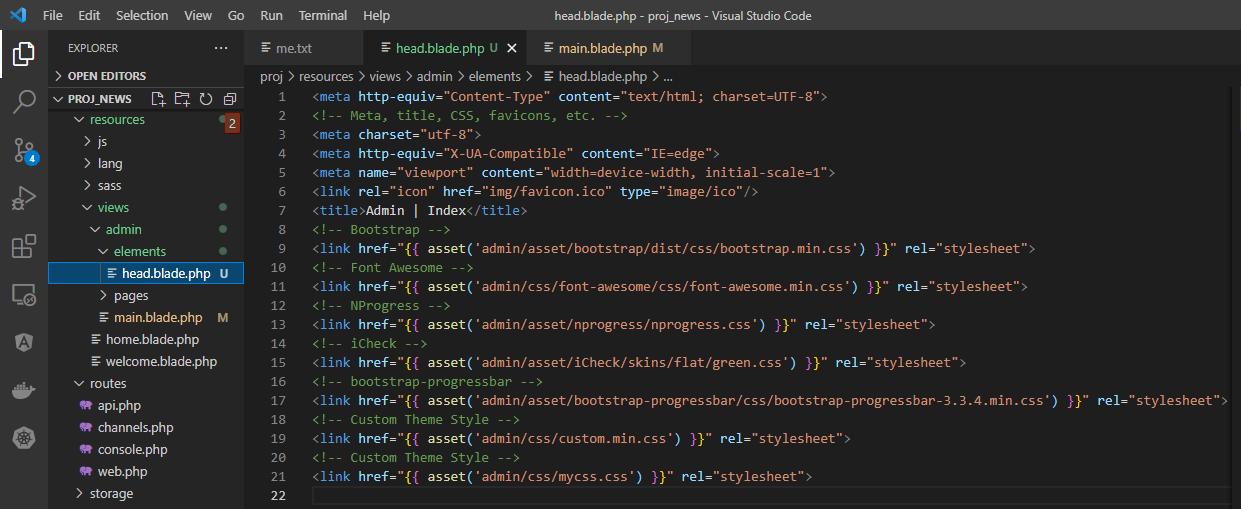 File Edit Selection View Go Run Terminal Help head.blade.php - proj_news - Visual Studio Code
EXPLORER ...
OPEN EDITORS
PROJ_NEWS
resources 2
js
lang
sass
views
admin
elements
head.blade.php U
pages
main.blade.php M
home.blade.php
welcome.blade.php
routes
api.php
channels.php
console.php
web.php
storage
4
me.txt head.blade.php U main.blade.php M
proj > resources > views > admin > elements > head.blade.php > ...
1 <meta http-equiv="Content-Type" content="text/html; charset=UTF-8">
2 <!-- Meta, title, CSS, favicons, etc. -->
3 <meta charset="utf-8">
4 <meta http-equiv="X-UA-Compatible" content="IE=edge">
5 <meta name="viewport" content="width=device-width, initial-scale=1">
6 <link rel="icon" href="img/favicon.ico" type="image/ico"/>
7 <title>Admin | Index</title>
8 <!-- Bootstrap -->
9 <link href="{{ asset('admin/asset/bootstrap/dist/css/bootstrap.min.css') }}" rel="stylesheet">
10 <!-- Font Awesome -->
11 <link href="{{ asset('admin/css/font-awesome/css/font-awesome.min.css') }}" rel="stylesheet">
12 <!-- NProgress -->
13 <link href="{{ asset('admin/asset/nprogress/nprogress.css') }}" rel="stylesheet">
14 <!-- iCheck -->
15 <link href="{{ asset('admin/asset/iCheck/skins/flat/green.css') }}" rel="stylesheet">
16 <!-- bootstrap-progressbar -->
17 <link href="{{ asset('admin/asset/bootstrap-progressbar/css/bootstrap-progressbar-3.3.4.min.css') }}" rel="stylesheet">
18 <!-- Custom Theme Style -->
19 <link href="{{ asset('admin/css/custom.min.css') }}" rel="stylesheet">
20 <!-- Custom Theme Style -->
21 <link href="{{ asset('admin/css/mycss.css') }}" rel="stylesheet">
22